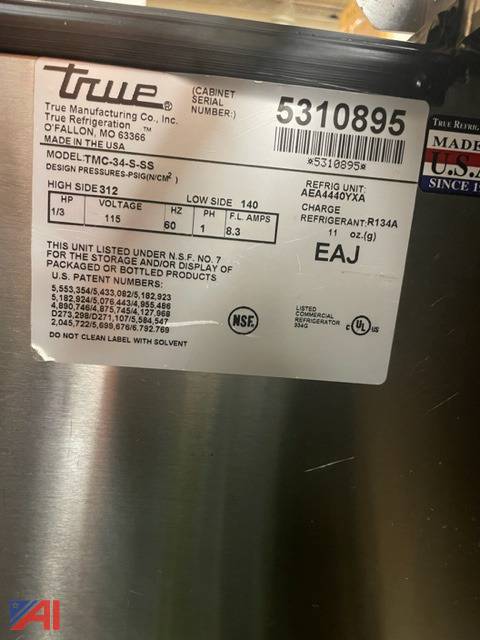 true®
True Manufacturing Co., Inc.
True Refrigeration ™
O'FALLON, MO 63366
MADE IN THE USA
(CABINET
SERIAL
NUMBER:)
5310895
*5310895*
MODEL: TMC-34-S-SS
DESIGN PRESSURES-PSIG(N/CM²)
HIGH SIDE 312
LOW SIDE 140
HP VOLTAGE HZ PH F.L. AMPS
1/3 115 60 1 8.3
REFRIG UNIT:
AEA4440YXA
CHARGE
REFRIGERANT: R134A
11 oz.(g)
EAJ
THIS UNIT LISTED UNDER N.S.F. NO. 7
FOR THE STORAGE AND/OR DISPLAY OF
PACKAGED OR BOTTLED PRODUCTS
U.S. PATENT NUMBERS:
5,553,354/5,433,082/5,182,923
5,182,924/5,076,443/4,955,486
4,890,746/4,875,745/4,127,968
D273,298/D271,107/5,584,547
2,045,722/5,699,676/6.792.769
DO NOT CLEAN LABEL WITH SOLVENT
NSF®
LISTED
COMMERCIAL
REFRIGERATOR
334G
C UL US
TRUE REFRIG
MADE
U.S.
SINCE 19
AI